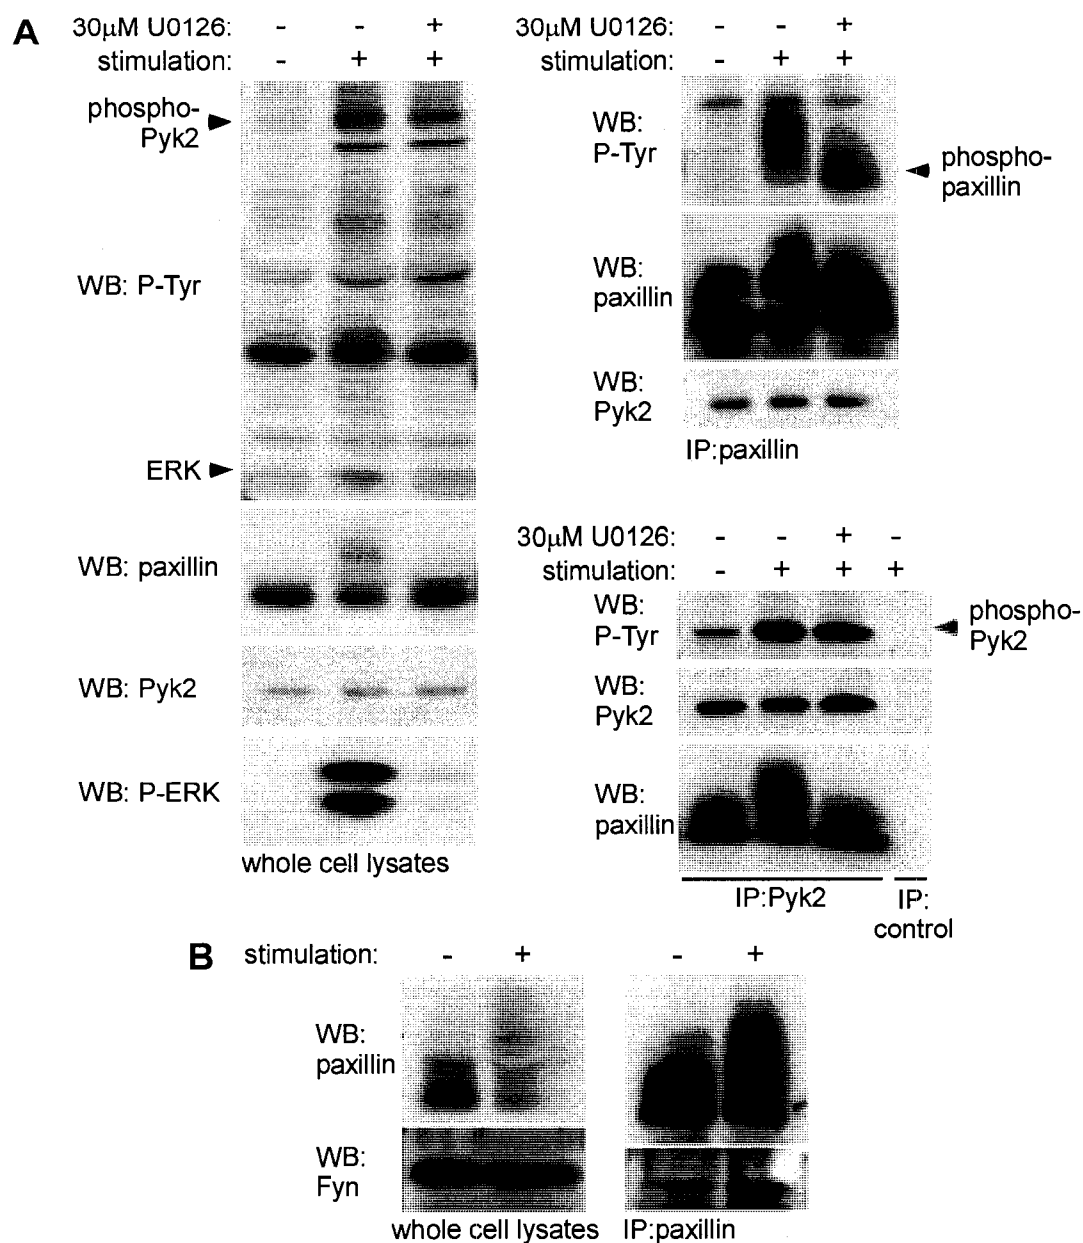 A
30μM U0126: - - +
stimulation: - + +
phospho-
Pyk2
WB: P-Tyr
ERK
WB: paxillin
WB: Pyk2
WB: P-ERK
whole cell lysates
30μM U0126: - - +
stimulation: - + +
WB:
P-Tyr
phospho-
paxillin
WB:
paxillin
WB:
Pyk2
IP:paxillin
30μM U0126: - - + -
stimulation: - + + +
WB:
P-Tyr
phospho-
Pyk2
WB:
Pyk2
WB:
paxillin
IP:Pyk2
IP:
control
B
stimulation: - + - +
WB:
paxillin
WB:
Fyn
whole cell lysates
IP:paxillin